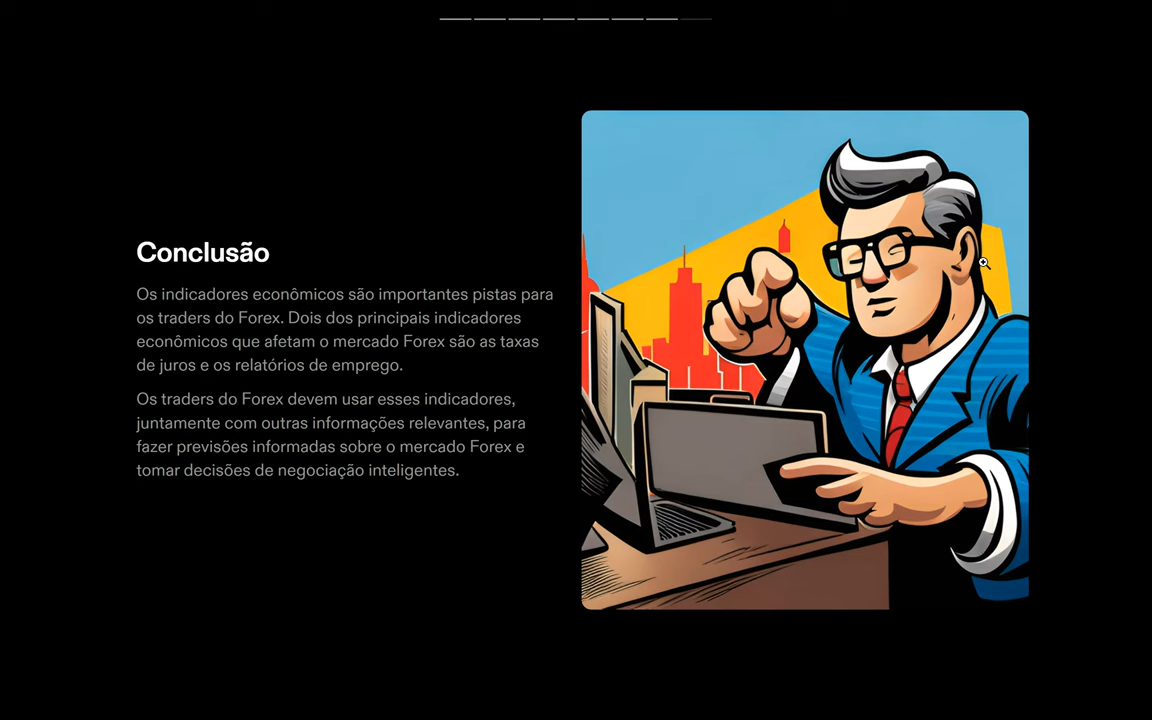 Conclusão
Os indicadores econômicos são importantes pistas para
os traders do Forex. Dois dos principais indicadores
econômicos que afetam o mercado Forex são as taxas
de juros e os relatórios de emprego.
Os traders do Forex devem usar esses indicadores,
juntamente com outras informações relevantes, para
fazer previsões informadas sobre o mercado Forex e
tomar decisões de negociação inteligentes.